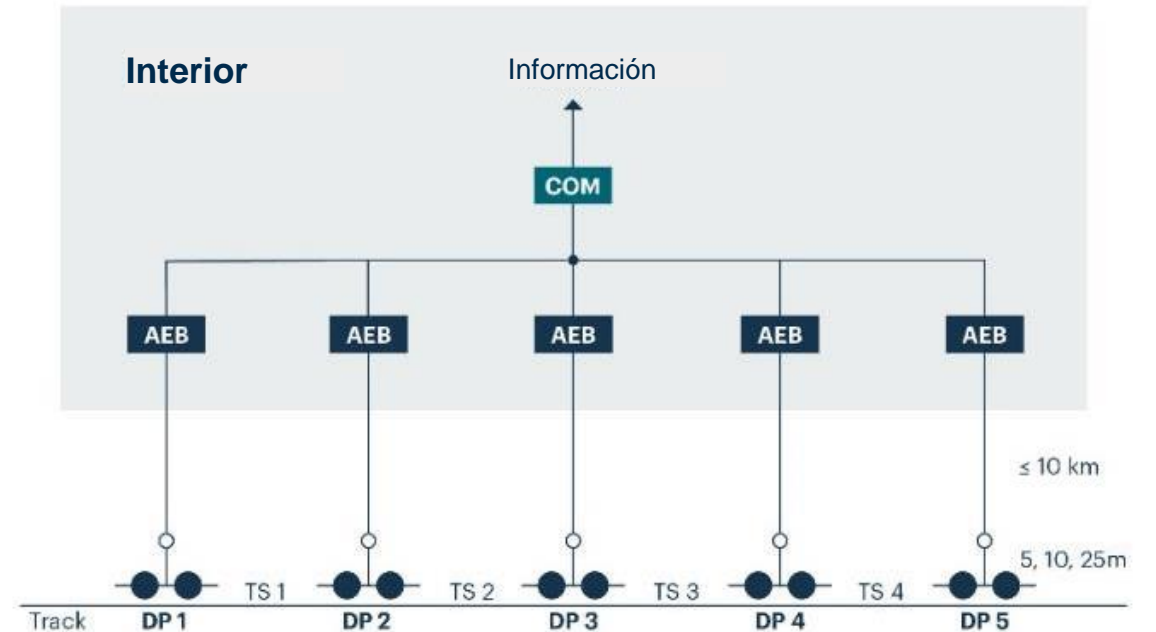 Interior
Información
COM
AEB AEB AEB AEB AEB
≤ 10 km
5, 10, 25m
TS 1 TS 2 TS 3 TS 4
Track DP 1 DP 2 DP 3 DP 4 DP 5